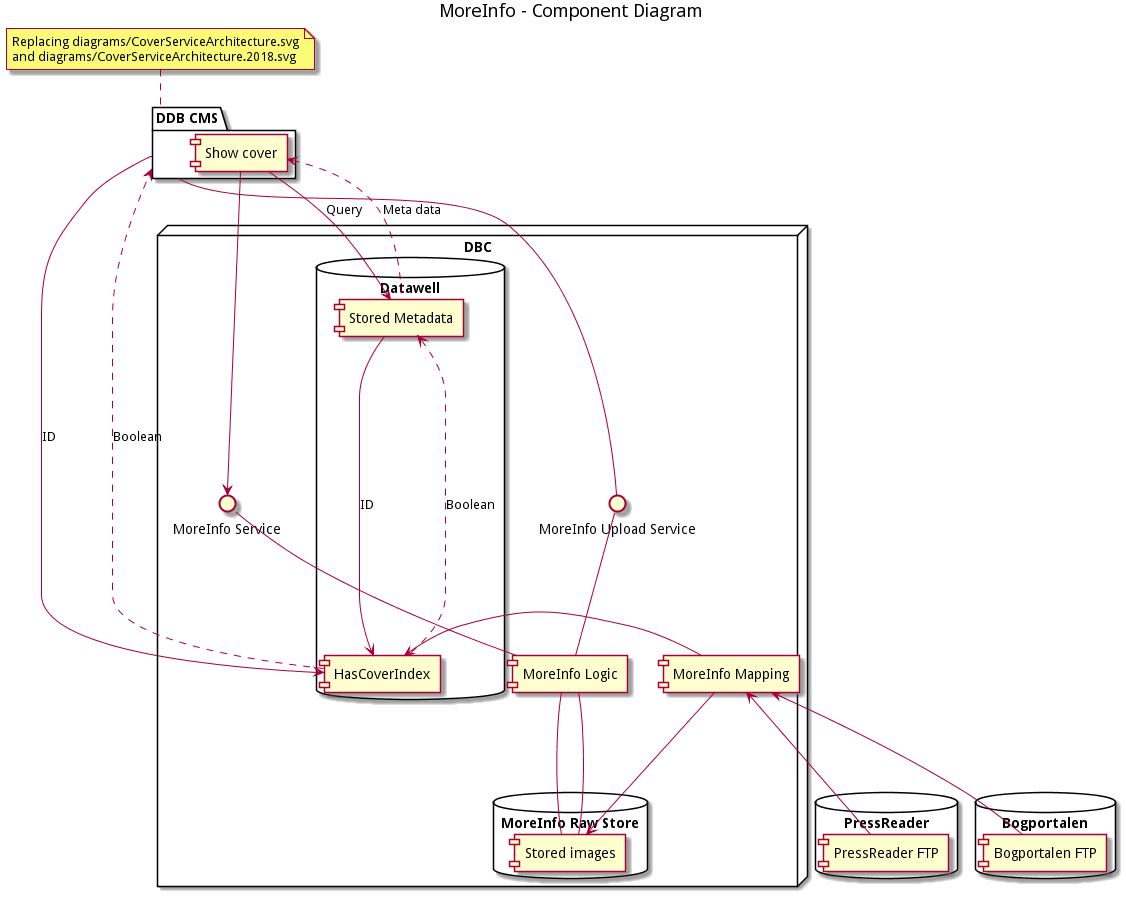 MoreInfo - Component Diagram
Replacing diagrams/CoverServiceArchitecture.svg
and diagrams/CoverServiceArchitecture.2018.svg
DDB CMS
Show cover
Query
Meta data
DBC
Datawell
Stored Metadata
ID
Boolean
ID
Boolean
MoreInfo Service
MoreInfo Upload Service
HasCoverIndex
MoreInfo Logic
MoreInfo Mapping
MoreInfo Raw Store
PressReader
Bogportalen
Stored images
PressReader FTP
Bogportalen FTP